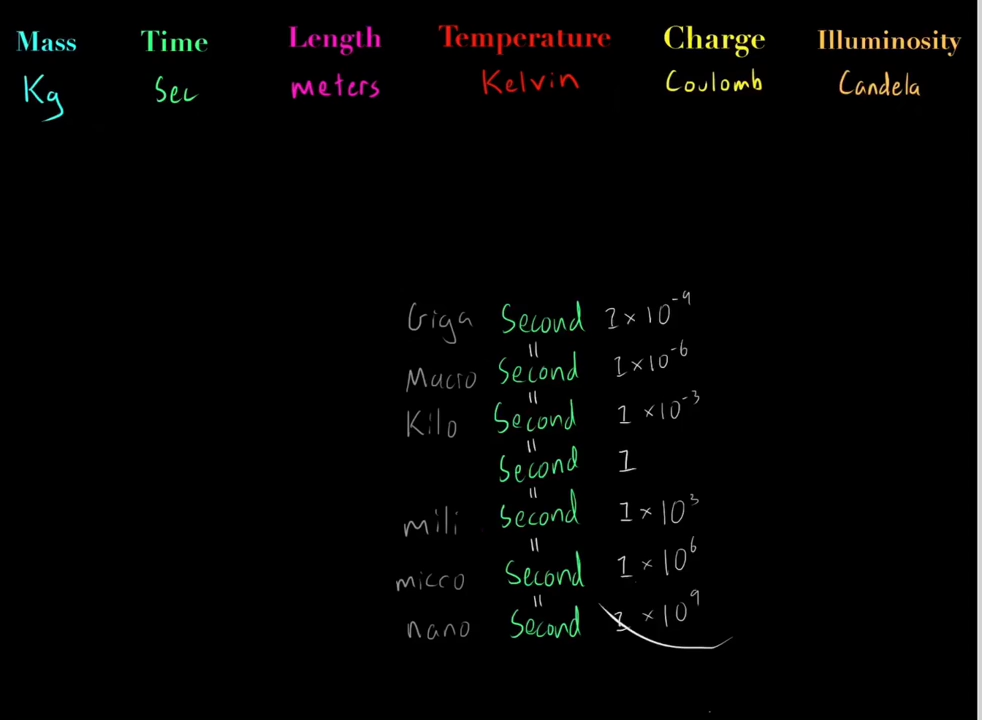 Mass Time Length Temperature Charge Illuminosity
Kg Sec meters Kelvin Coulomb Candela
Giga Second 1 × 10⁻⁹
=
Macro Second 1 × 10⁻⁶
=
Kilo Second 1 × 10⁻³
=
Second 1
=
mili Second 1 × 10³
=
micro Second 1 × 10⁶
=
nano Second 1 × 10⁹